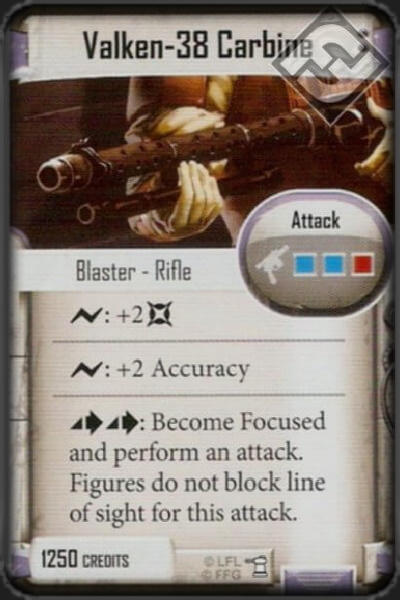 Valken-38 Carbine
Attack
Blaster - Rifle
: +2
: +2 Accuracy
: Become Focused
and perform an attack.
Figures do not block line
of sight for this attack.
1250 CREDITS
© LFL
© FFG